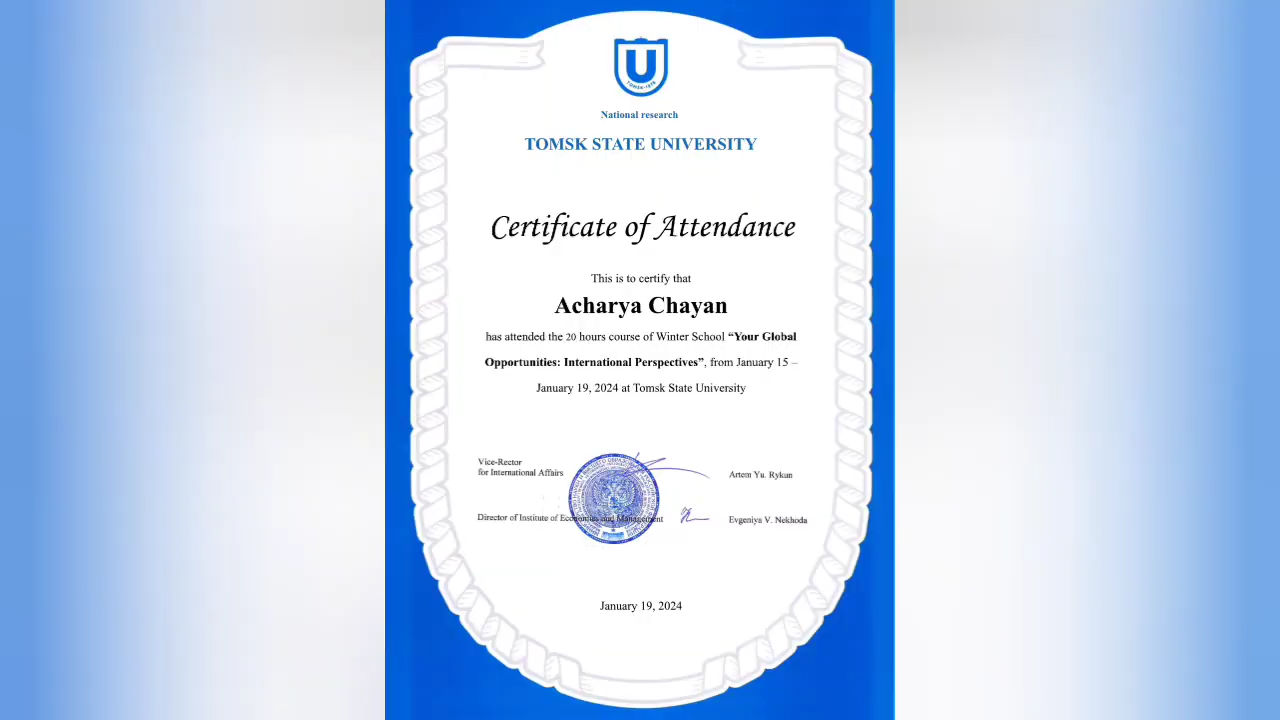 U
TOMSK · 1878
National research
TOMSK STATE UNIVERSITY
Certificate of Attendance
This is to certify that
Acharya Chayan
has attended the 20 hours course of Winter School “Your Global
Opportunities: International Perspectives”, from January 15 –
January 19, 2024 at Tomsk State University
Vice-Rector
for International Affairs
Artem Yu. Rykun
Director of Institute of Economics and Management
Evgeniya V. Nekhoda
January 19, 2024